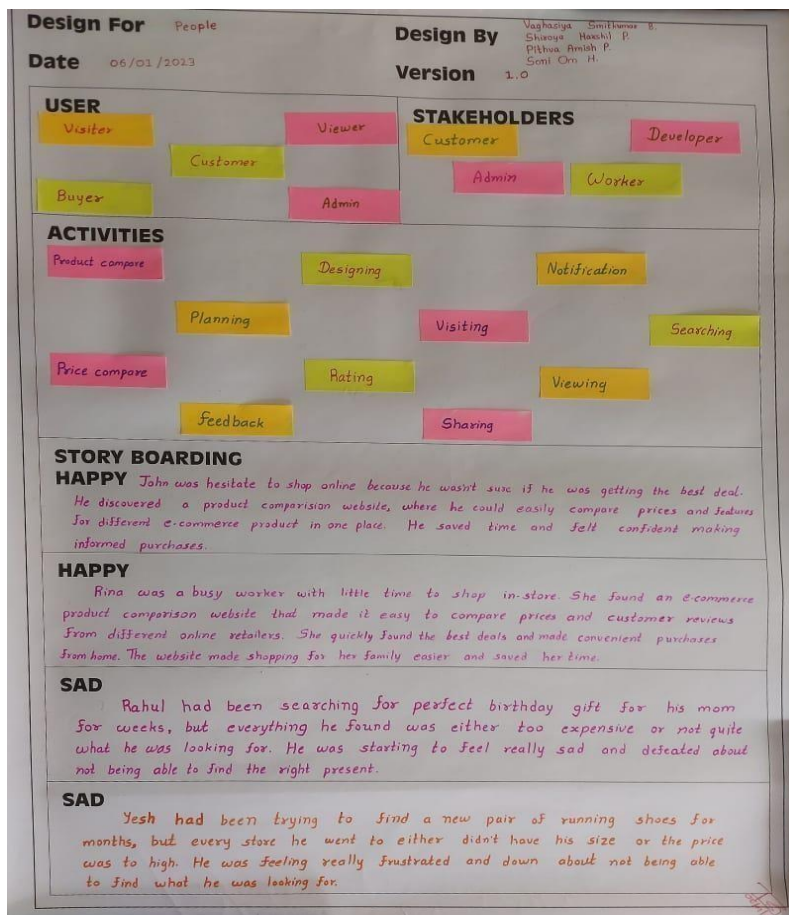 Design For People
Design By Vaghasiya Smitkumar B.
Shiroya Harshil P.
Pithva Amish P.
Soni Om H.
Date 06/01/2023
Version 1.0
USER
Visiter
Viewer
Customer
Buyer
Admin
STAKEHOLDERS
Customer
Developer
Admin
Worker
ACTIVITIES
Product compare
Designing
Notification
Planning
Visiting
Searching
Price compare
Rating
Viewing
feedback
Sharing
STORY BOARDING
HAPPY John was hesitate to shop online because he wasn't sure if he was getting the best deal.
He discovered a product comparision website, where he could easily compare prices and features
for different e-commerce product in one place. He saved time and felt confident making
informed purchases.
HAPPY
Rina was a busy worker with little time to shop in-store. She found an e-commerce
product comparison website that made it easy to compare prices and customer reviews
from different online retailers. She quickly found the best deals and made convenient purchases
from home. The website made shopping for her family easier and saved her time.
SAD
Rahul had been searching for perfect birthday gift for his mom
for weeks, but everything he found was either too expensive or not quite
what he was looking for. He was starting to feel really sad and defeated about
not being able to find the right present.
SAD
Yesh had been trying to find a new pair of running shoes for
months, but every store he went to either didn't have his size or the price
was to high. He was feeling really frustrated and down about not being able
to find what he was looking for.